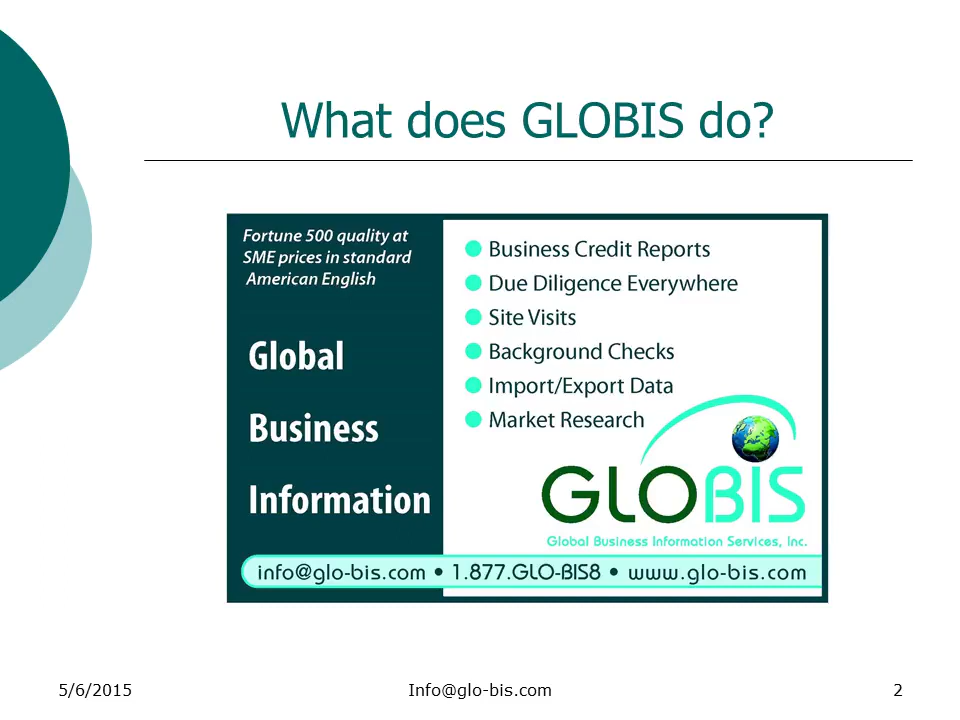 What does GLOBIS do?
Fortune 500 quality at
SME prices in standard
American English
Global
Business
Information
Business Credit Reports
Due Diligence Everywhere
Site Visits
Background Checks
Import/Export Data
Market Research
GLOBIS
Global Business Information Services, Inc.
info@glo-bis.com • 1.877.GLO-BIS8 • www.glo-bis.com
5/6/2015 Info@glo-bis.com 2